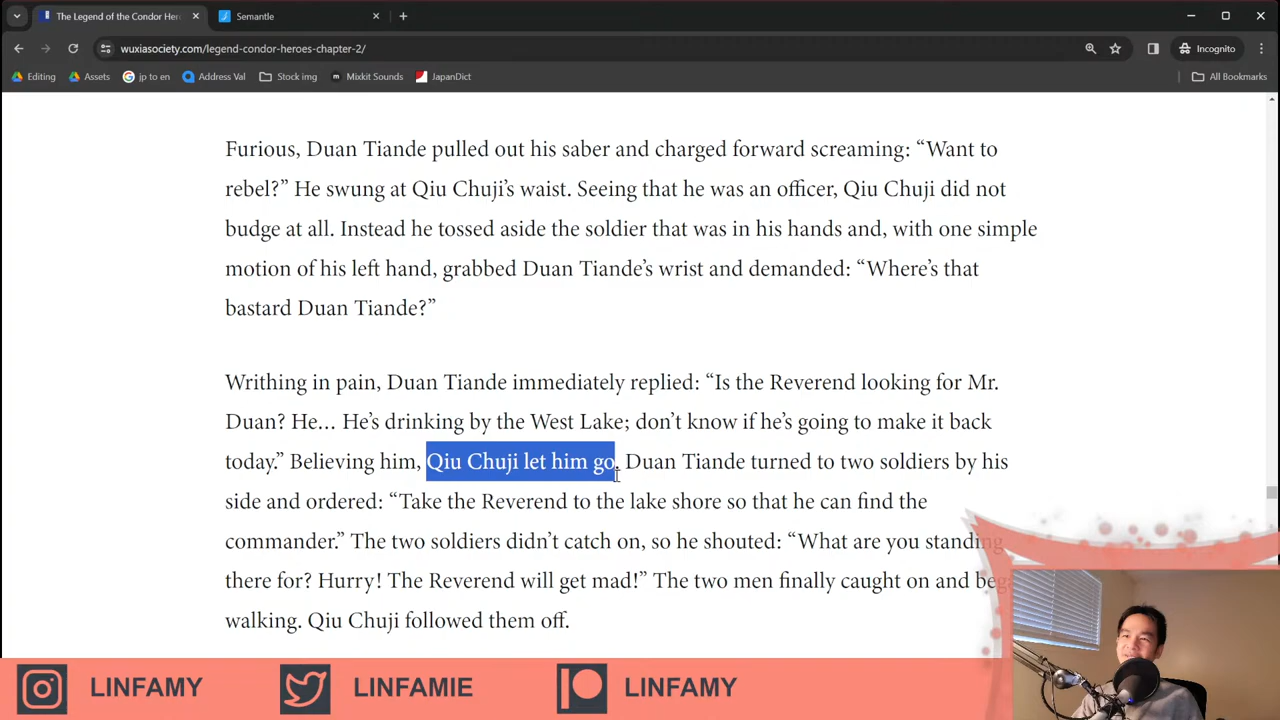 The Legend of the Condor Her
Semantle
wuxiasociety.com/legend-condor-heroes-chapter-2/
Incognito
Editing
Assets
jp to en
Address Val
Stock img
Mixkit Sounds
JapanDict
All Bookmarks
Furious, Duan Tiande pulled out his saber and charged forward screaming: “Want to
rebel?” He swung at Qiu Chuji’s waist. Seeing that he was an officer, Qiu Chuji did not
budge at all. Instead he tossed aside the soldier that was in his hands and, with one simple
motion of his left hand, grabbed Duan Tiande’s wrist and demanded: “Where’s that
bastard Duan Tiande?”
Writhing in pain, Duan Tiande immediately replied: “Is the Reverend looking for Mr.
Duan? He… He’s drinking by the West Lake; don’t know if he’s going to make it back
today.” Believing him, Qiu Chuji let him go. Duan Tiande turned to two soldiers by his
side and ordered: “Take the Reverend to the lake shore so that he can find the
commander.” The two soldiers didn’t catch on, so he shouted: “What are you standing
there for? Hurry! The Reverend will get mad!” The two men finally caught on and beg
walking. Qiu Chuji followed them off.
LINFAMY
LINFAMIE
LINFAMY